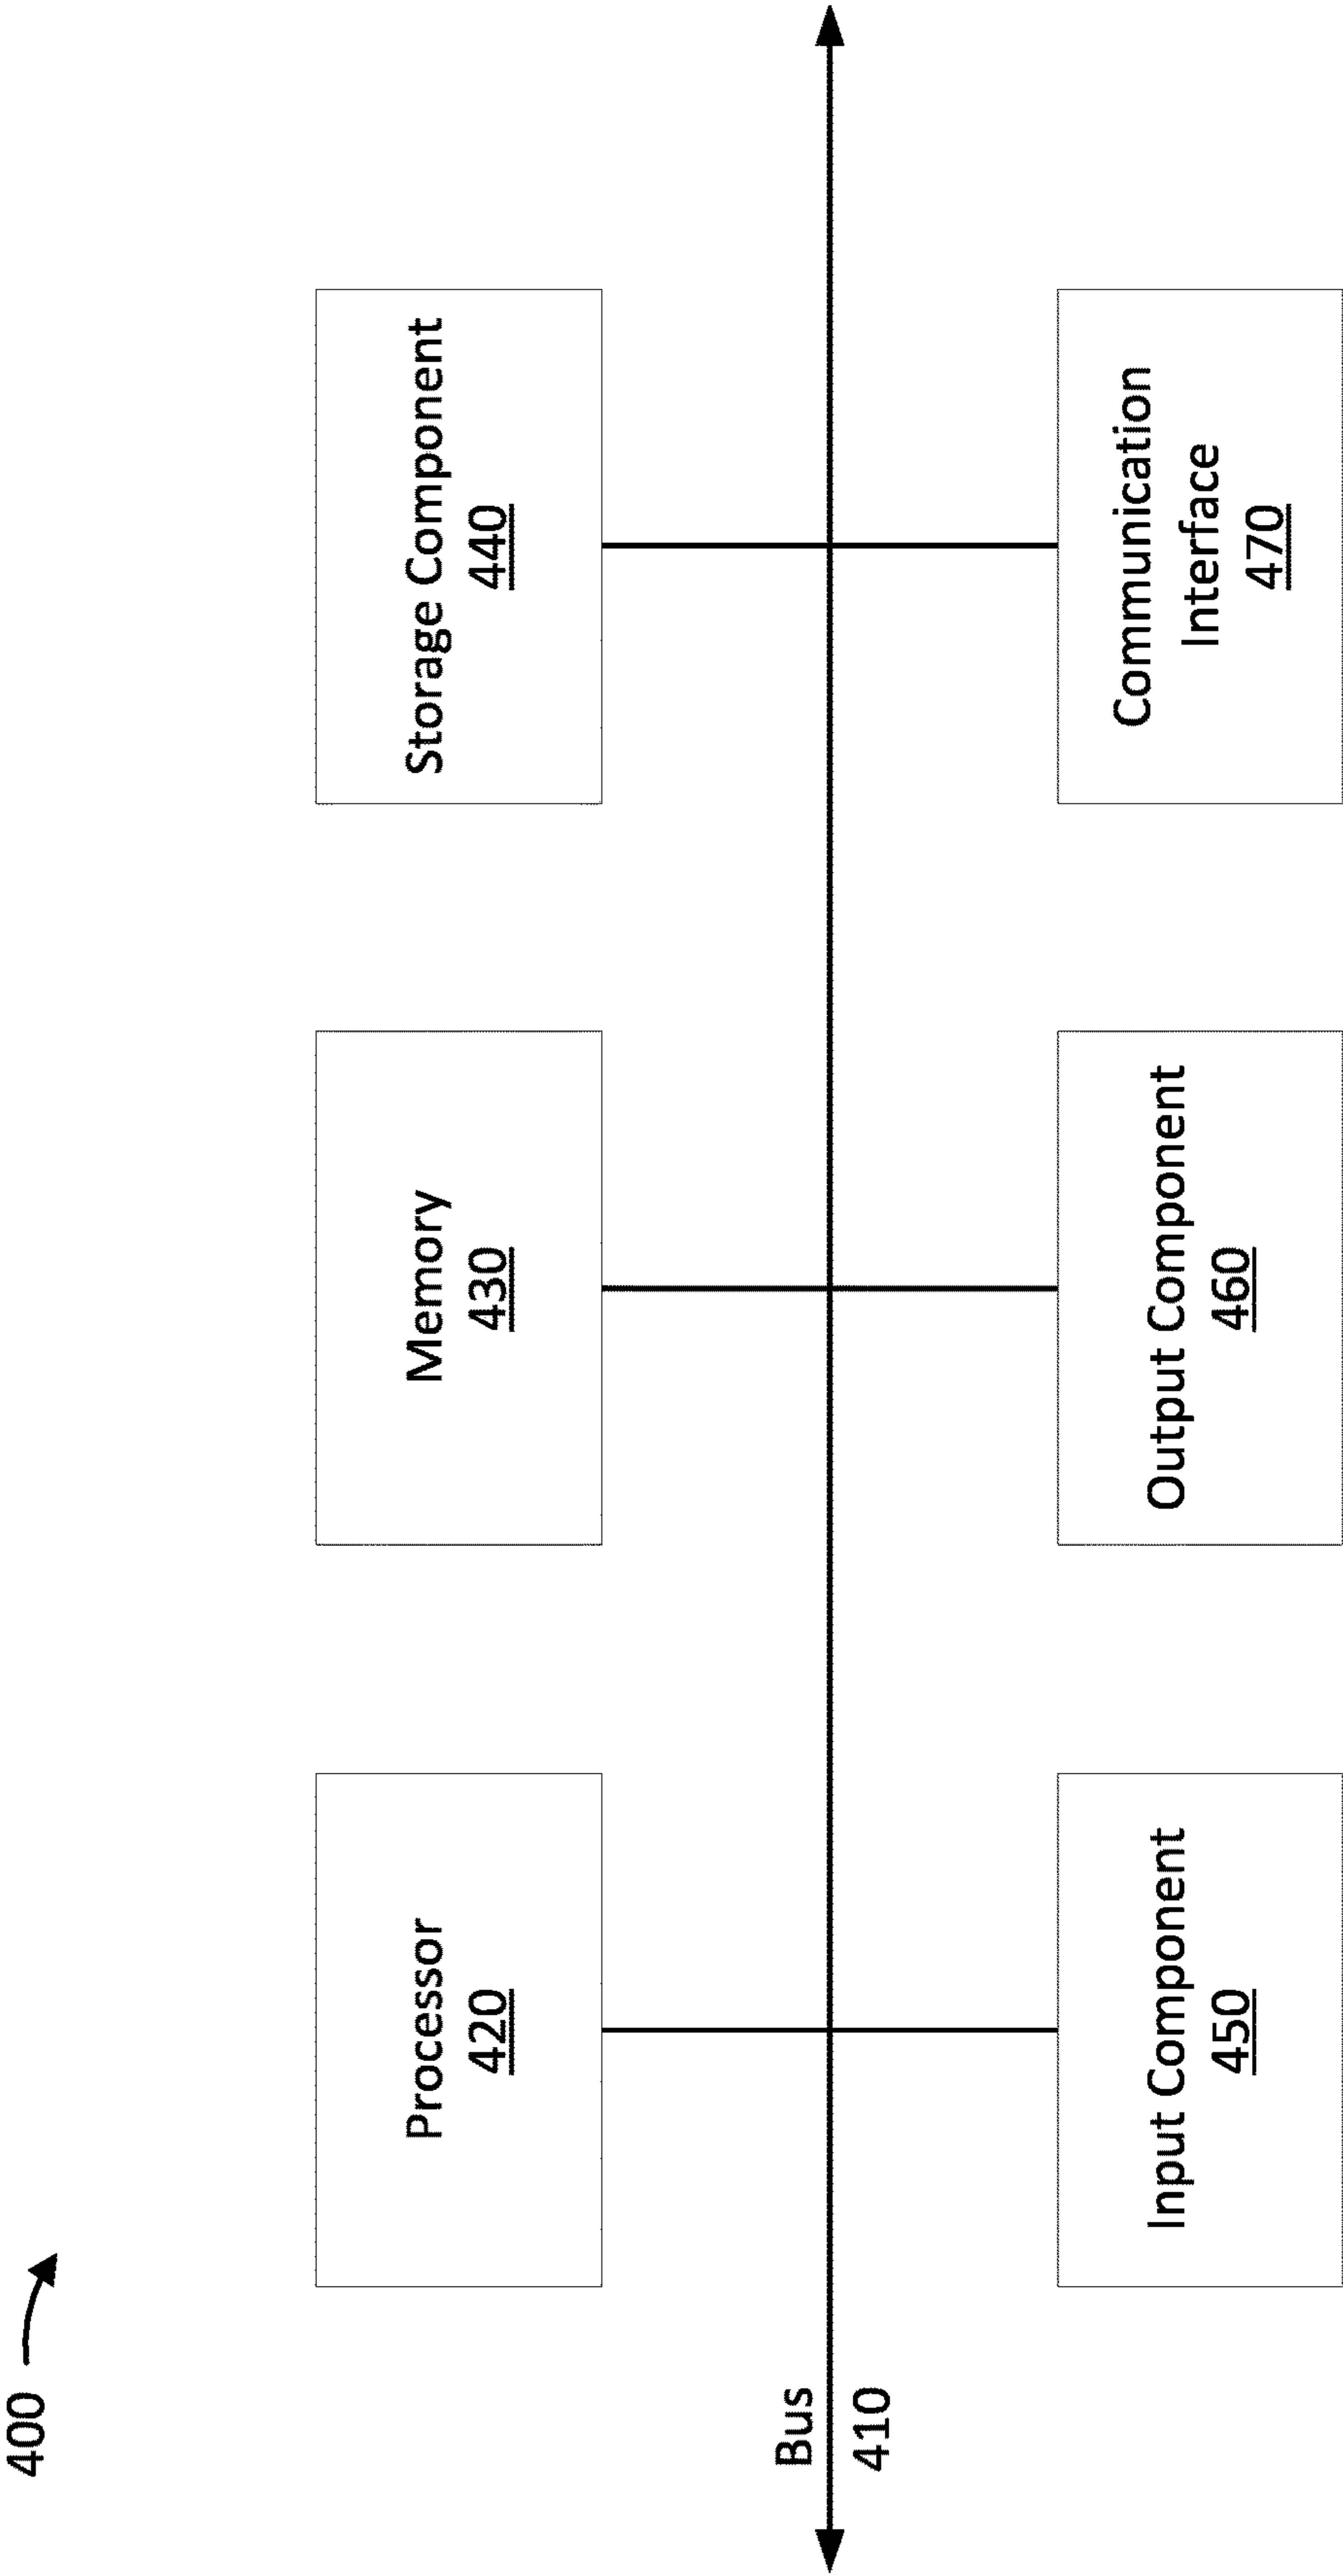 400
Processor
420
Memory
430
Storage Component
440
Bus
410
Input Component
450
Output Component
460
Communication
Interface
470